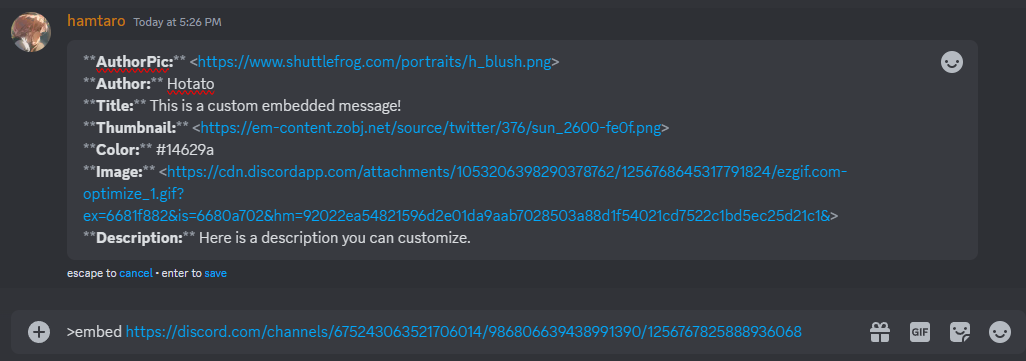 hamtaro Today at 5:26 PM
**AuthorPic:** <https://www.shuttlefrog.com/portraits/h_blush.png>
**Author:** Hotato
**Title:** This is a custom embedded message!
**Thumbnail:** <https://em-content.zobj.net/source/twitter/376/sun_2600-fe0f.png>
**Color:** #14629a
**Image:** <https://cdn.discordapp.com/attachments/1053206398290378762/1256768645317791824/ezgif.com-
optimize_1.gif?
ex=6681f882&is=6680a702&hm=92022ea54821596d2e01da9aab7028503a88d1f54021cd7522c1bd5ec25d21c1&>
**Description:** Here is a description you can customize.
escape to cancel • enter to save
>embed https://discord.com/channels/675243063521706014/986806639438991390/1256767825888936068
GIF